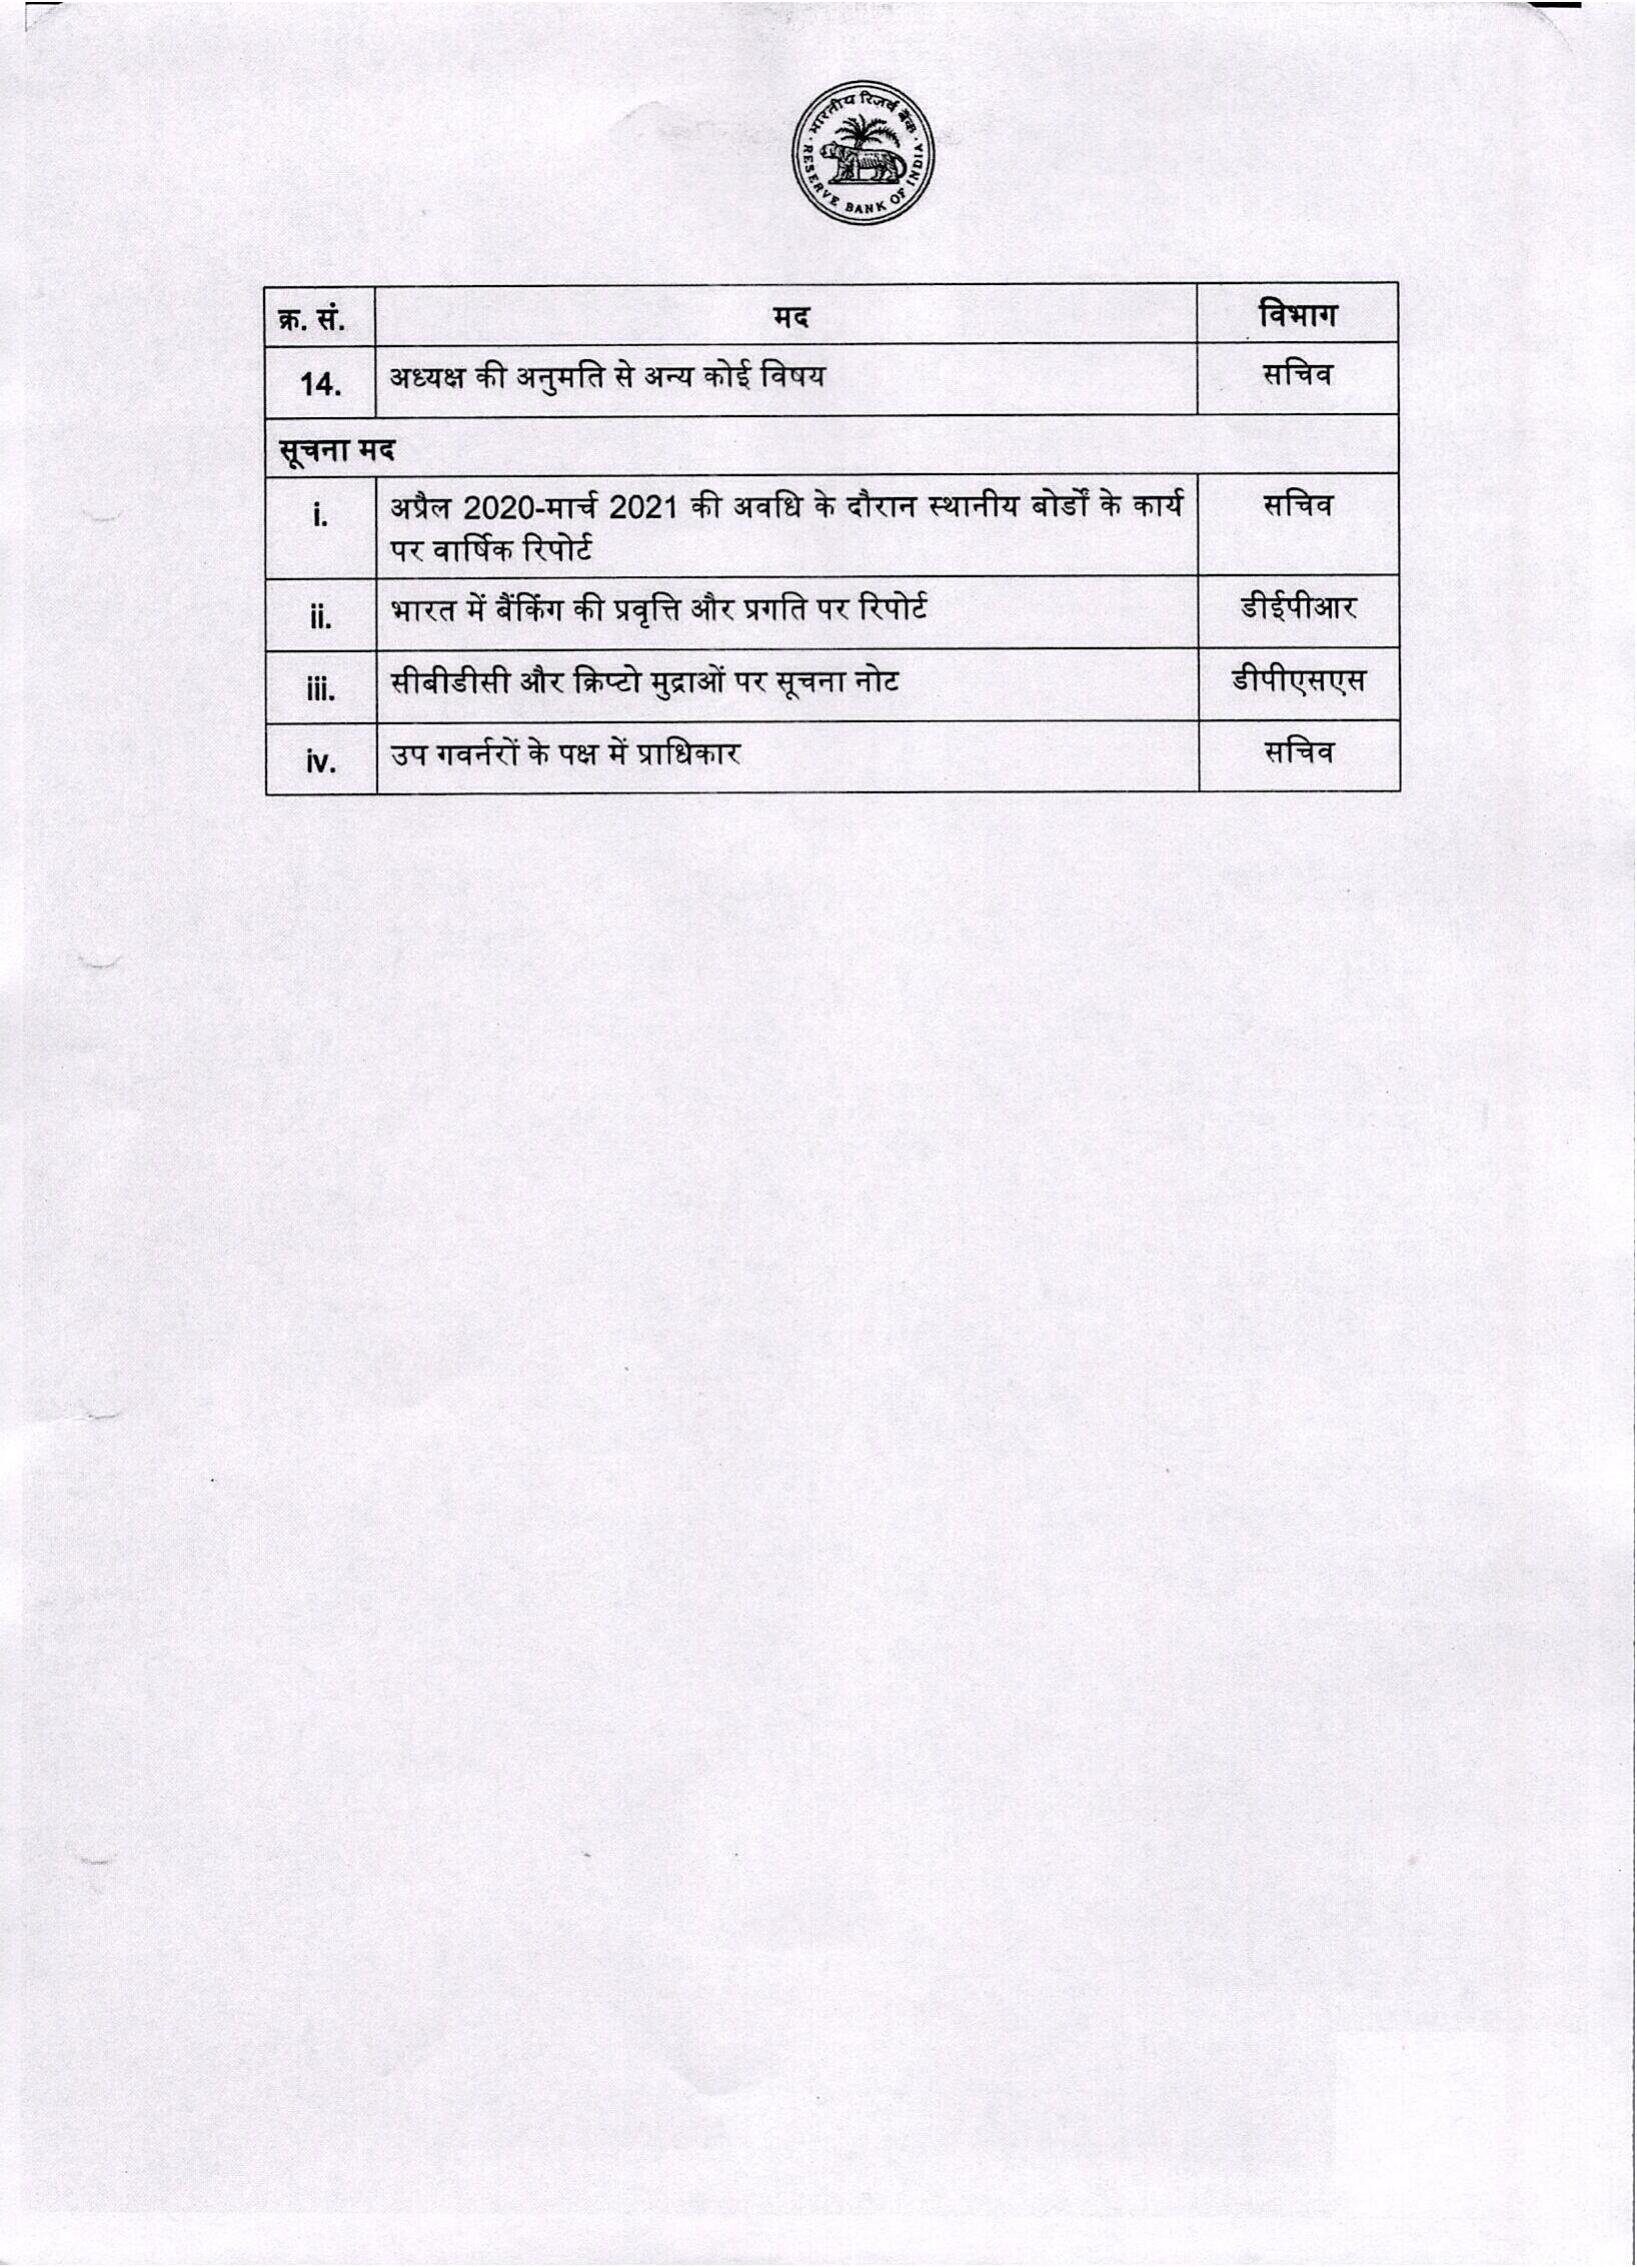 भारतीय रिज़र्व बैंक
RESERVE BANK OF INDIA
क्र. सं. मद विभाग
14. अध्यक्ष की अनुमति से अन्य कोई विषय सचिव
सूचना मद
i. अप्रैल 2020-मार्च 2021 की अवधि के दौरान स्थानीय बोर्डों के कार्य सचिव
पर वार्षिक रिपोर्ट
ii. भारत में बैंकिंग की प्रवृत्ति और प्रगति पर रिपोर्ट डीईपीआर
iii. सीबीडीसी और क्रिप्टो मुद्राओं पर सूचना नोट डीपीएसएस
iv. उप गवर्नरों के पक्ष में प्राधिकार सचिव